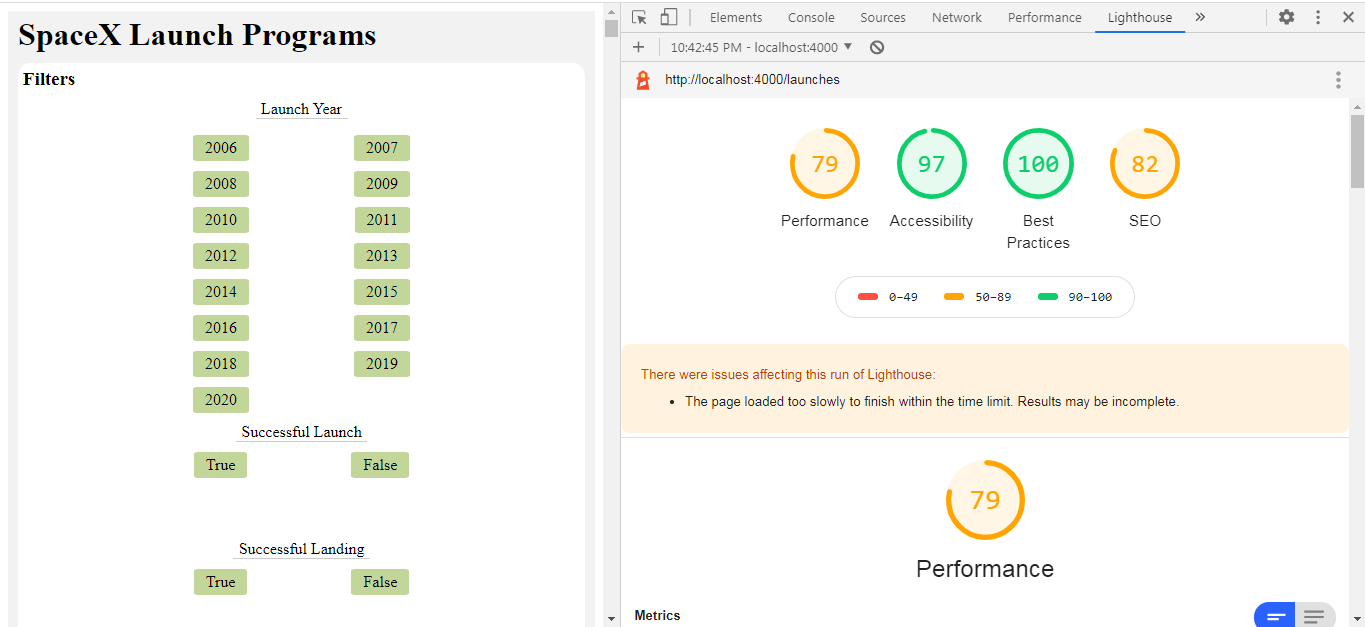 SpaceX Launch Programs
Filters
Launch Year
2006 2007
2008 2009
2010 2011
2012 2013
2014 2015
2016 2017
2018 2019
2020
Successful Launch
True False
Successful Landing
True False
Elements Console Sources Network Performance Lighthouse »
+ 10:42:45 PM - localhost:4000 ▼
http://localhost:4000/launches
79 97 100 82
Performance Accessibility Best Practices SEO
0–49 50–89 90–100
There were issues affecting this run of Lighthouse:
• The page loaded too slowly to finish within the time limit. Results may be incomplete.
79
Performance
Metrics